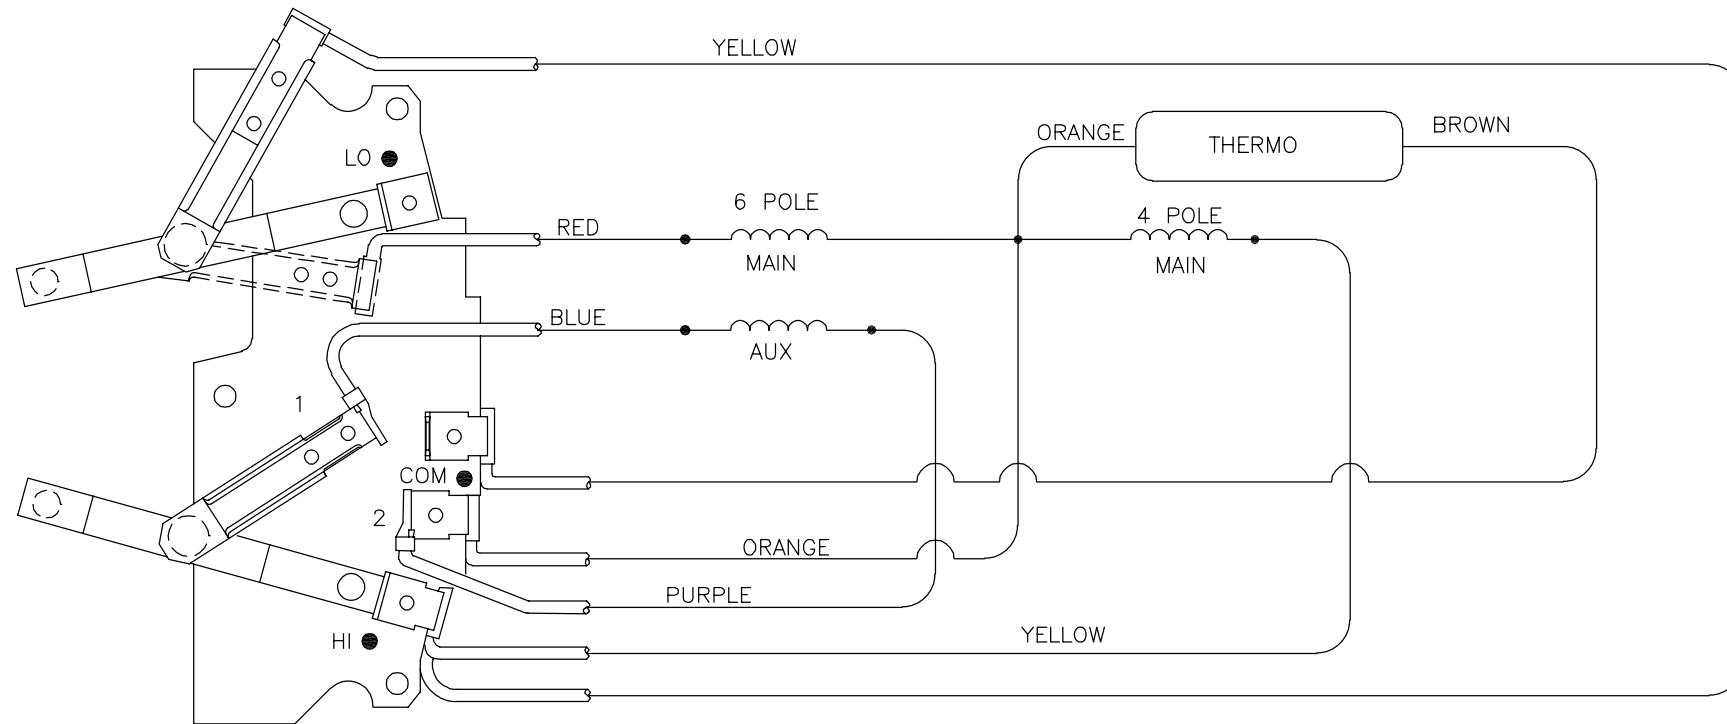 YELLOW
ORANGE
THERMO
BROWN
LO
6 POLE
4 POLE
RED
MAIN
MAIN
BLUE
AUX
1
COM
2
ORANGE
PURPLE
HI
YELLOW